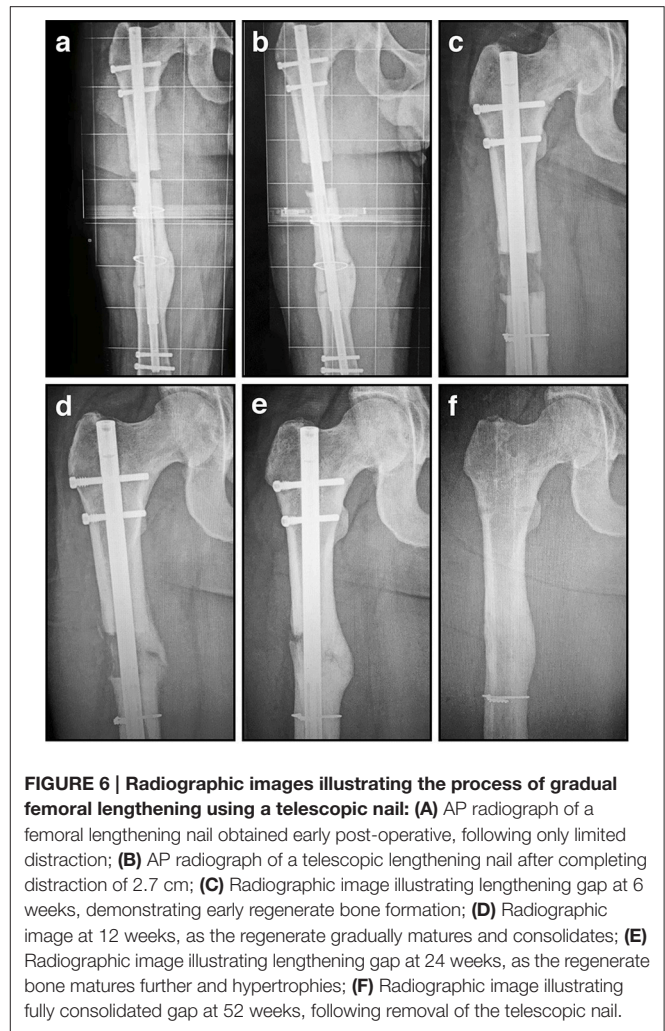 a
b
c
d
e
f
FIGURE 6 | Radiographic images illustrating the process of gradual
femoral lengthening using a telescopic nail: (A) AP radiograph of a
femoral lengthening nail obtained early post-operative, following only limited
distraction; (B) AP radiograph of a telescopic lengthening nail after completing
distraction of 2.7 cm; (C) Radiographic image illustrating lengthening gap at 6
weeks, demonstrating early regenerate bone formation; (D) Radiographic
image at 12 weeks, as the regenerate gradually matures and consolidates; (E)
Radiographic image illustrating lengthening gap at 24 weeks, as the regenerate
bone matures further and hypertrophies; (F) Radiographic image illustrating
fully consolidated gap at 52 weeks, following removal of the telescopic nail.